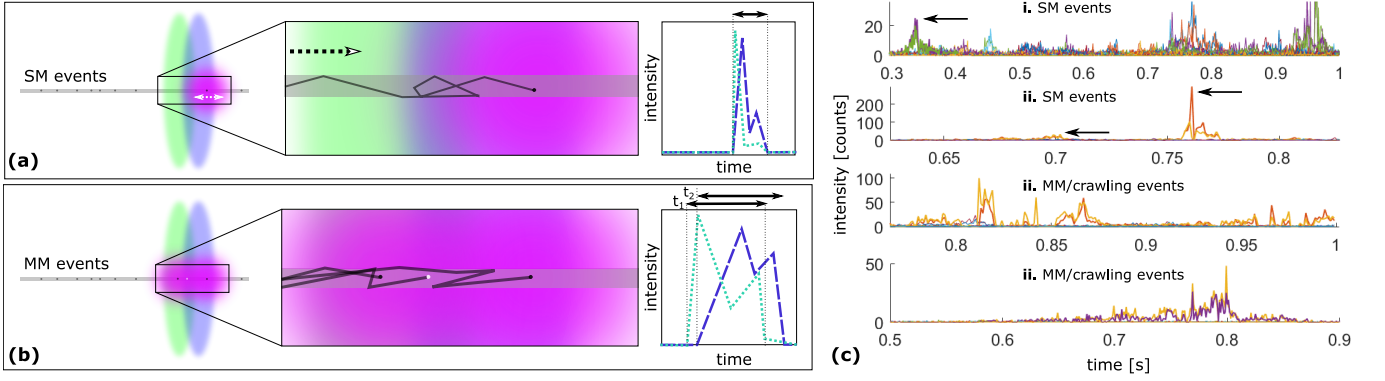 SM events
(a)
intensity
time
MM events
(b)
t₂
t₁
intensity
time
i. SM events
20
0
0.3 0.4 0.5 0.6 0.7 0.8 0.9 1
ii. SM events
200
100
0
0.65 0.7 0.75 0.8
intensity [counts]
ii. MM/crawling events
100
50
0
0.8 0.85 0.9 0.95 1
ii. MM/crawling events
50
0
0.5 0.6 0.7 0.8 0.9
time [s]
(c)